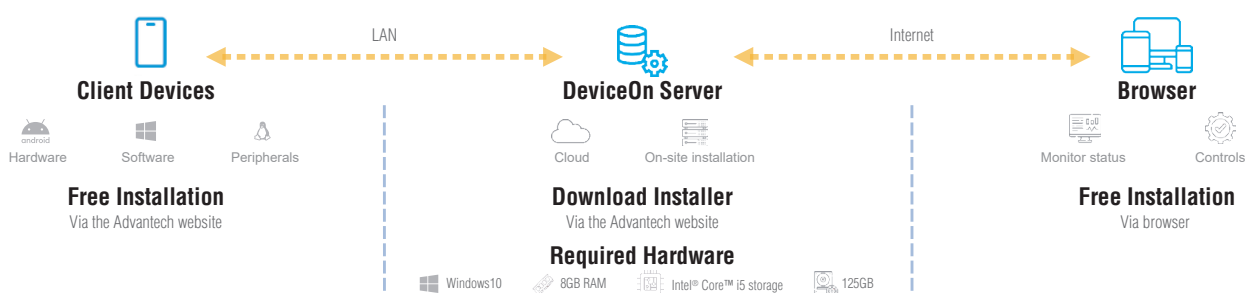 LAN
Internet
Client Devices
DeviceOn Server
Browser
android
Hardware
Software
Peripherals
Cloud
On-site installation
Monitor status
Controls
Free Installation
Via the Advantech website
Download Installer
Via the Advantech website
Free Installation
Via browser
Required Hardware
Windows10
8GB RAM
Intel® Core™ i5 storage
125GB